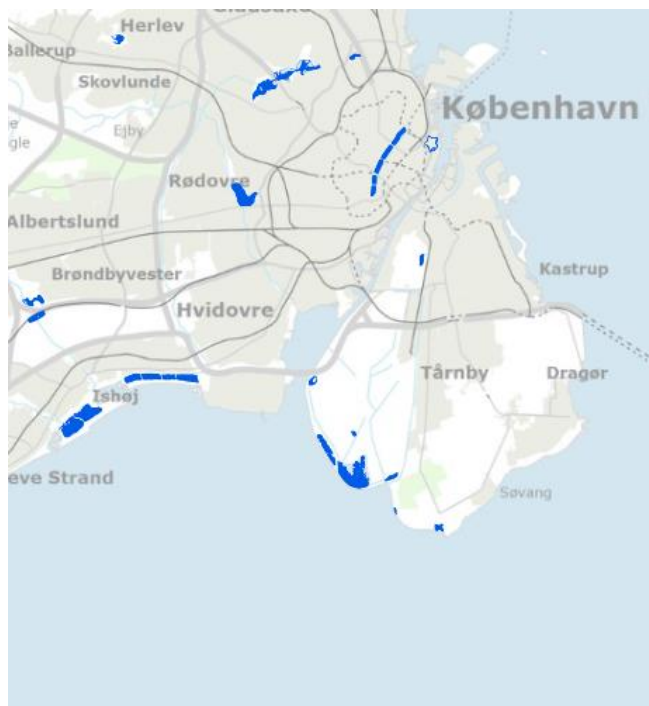 Herlev
Ballerup
Skovlunde
København
Ejby
Rødovre
Albertslund
Brøndbyvester
Kastrup
Hvidovre
Tårnby
Dragør
Ishøj
eve Strand
Søvang